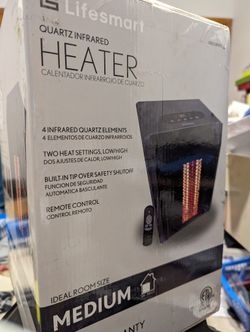 Lifesmart
QUARTZ INFRARED
HEATER
CALENTADOR INFRARROJO DE CUARZO
4 INFRARED QUARTZ ELEMENTS
4 ELEMENTOS DE CUARZO INFRARROJOS
TWO HEAT SETTINGS, LOW/HIGH
DOS AJUSTES DE CALOR, LOW/HIGH
BUILT-IN TIP OVER SAFETY SHUTOFF
FUNCION DE SEGURIDAD
AUTOMATICA BASCULANTE
REMOTE CONTROL
CONTROL REMOTO
IDEAL ROOM SIZE
MEDIUM